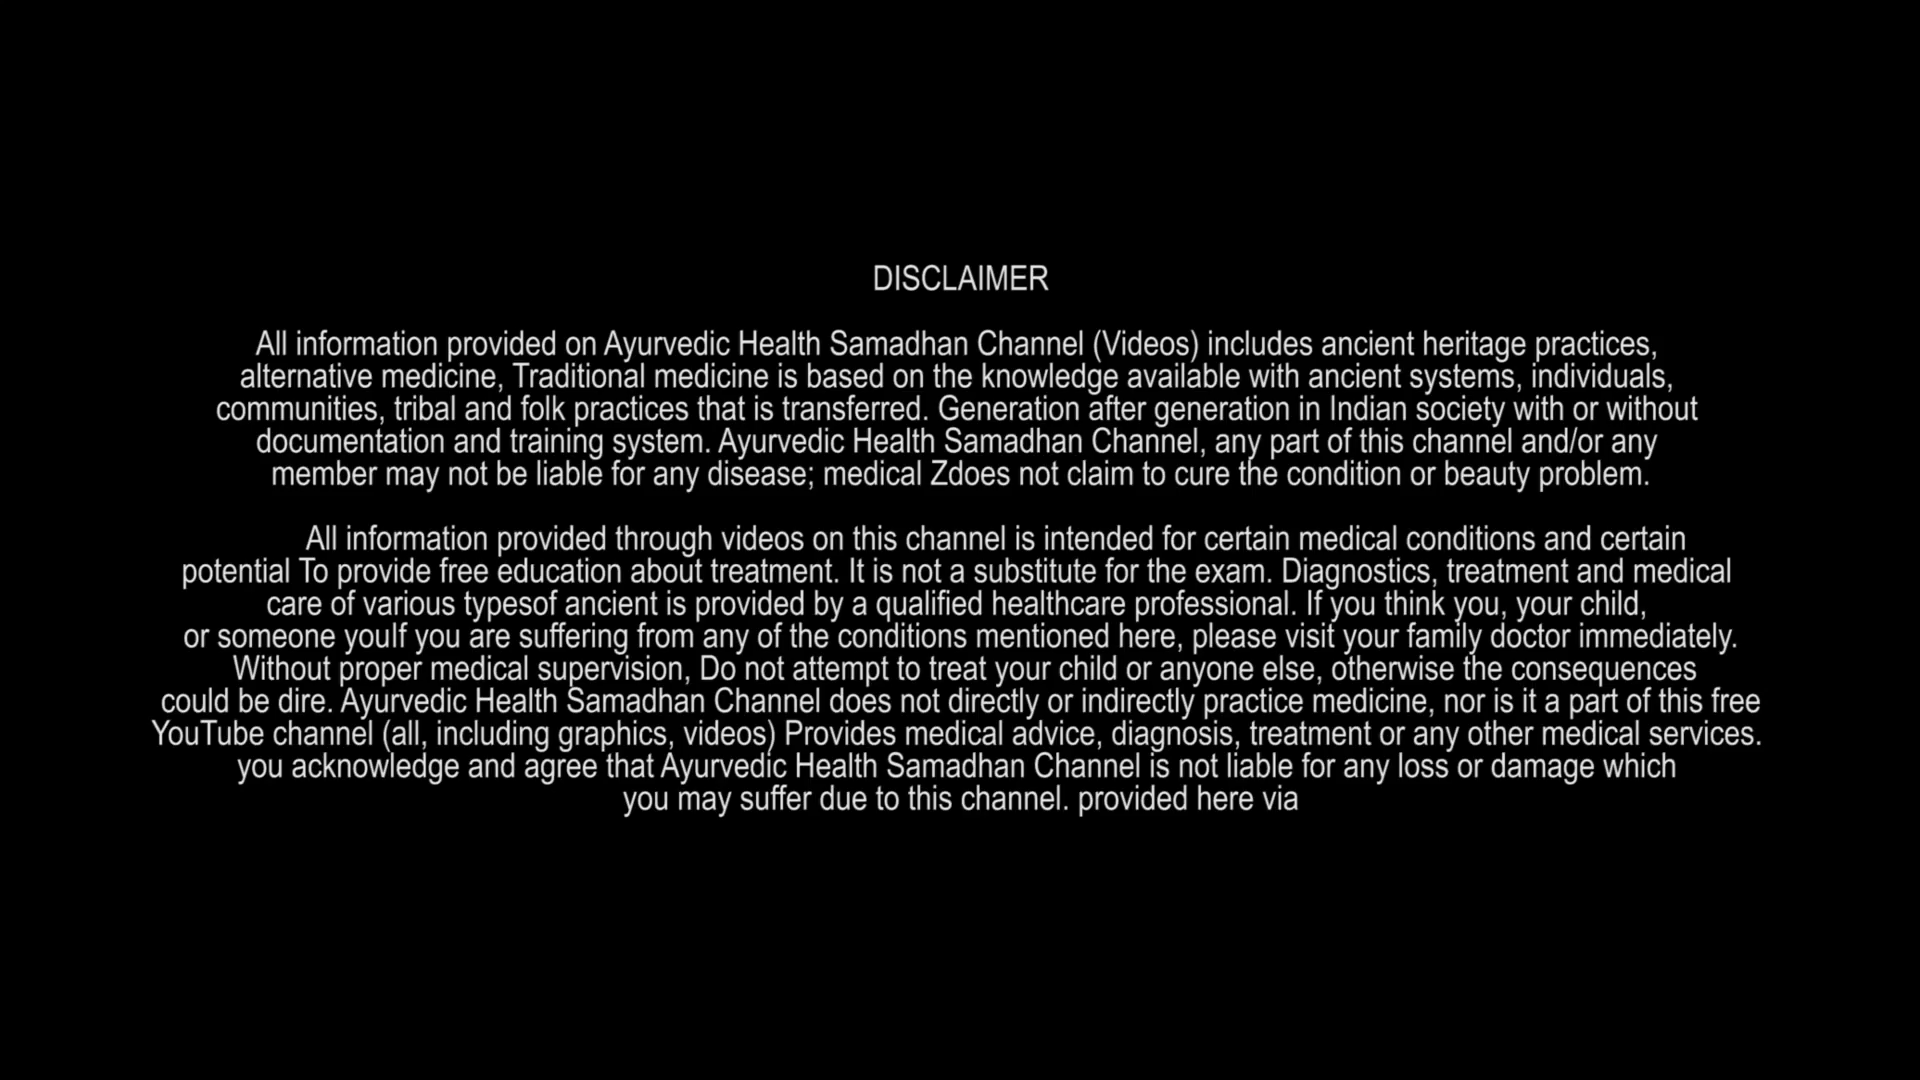 DISCLAIMER
All information provided on Ayurvedic Health Samadhan Channel (Videos) includes ancient heritage practices,
alternative medicine, Traditional medicine is based on the knowledge available with ancient systems, individuals,
communities, tribal and folk practices that is transferred. Generation after generation in Indian society with or without
documentation and training system. Ayurvedic Health Samadhan Channel, any part of this channel and/or any
member may not be liable for any disease; medical Zdoes not claim to cure the condition or beauty problem.
All information provided through videos on this channel is intended for certain medical conditions and certain
potential To provide free education about treatment. It is not a substitute for the exam. Diagnostics, treatment and medical
care of various typesof ancient is provided by a qualified healthcare professional. If you think you, your child,
or someone youIf you are suffering from any of the conditions mentioned here, please visit your family doctor immediately.
Without proper medical supervision, Do not attempt to treat your child or anyone else, otherwise the consequences
could be dire. Ayurvedic Health Samadhan Channel does not directly or indirectly practice medicine, nor is it a part of this free
YouTube channel (all, including graphics, videos) Provides medical advice, diagnosis, treatment or any other medical services.
you acknowledge and agree that Ayurvedic Health Samadhan Channel is not liable for any loss or damage which
you may suffer due to this channel. provided here via